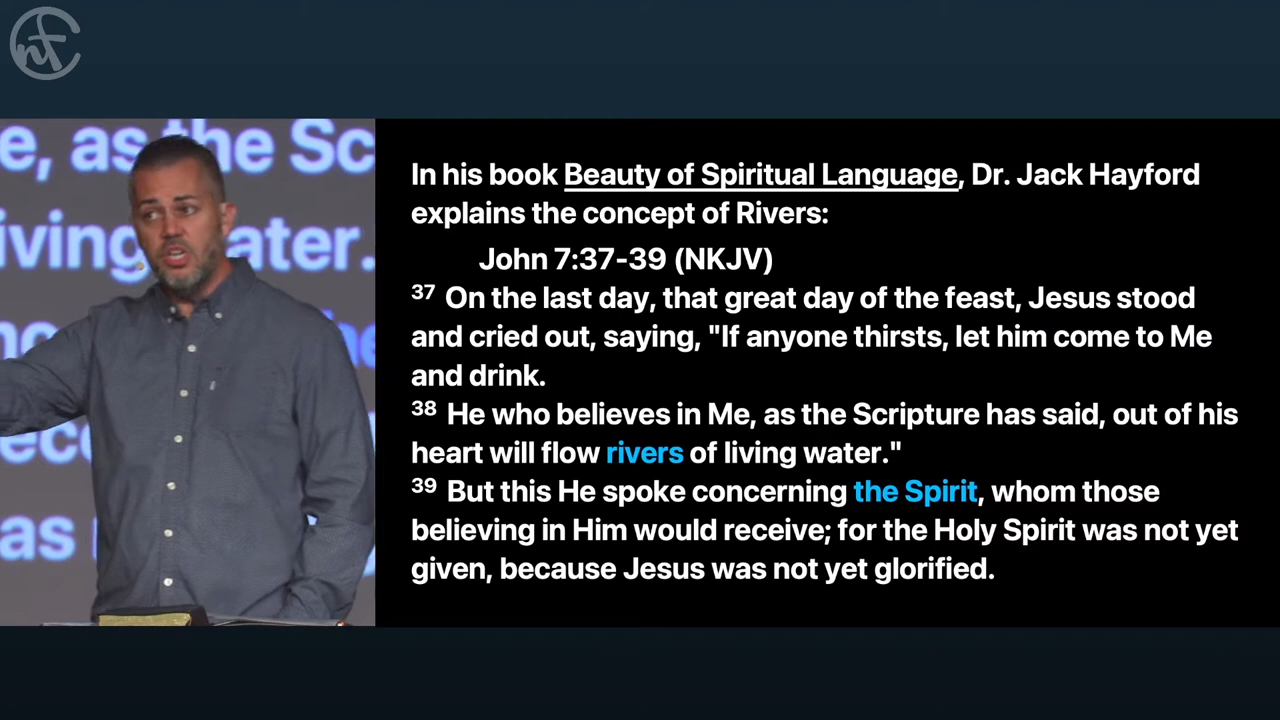 In his book Beauty of Spiritual Language, Dr. Jack Hayford
explains the concept of Rivers:
John 7:37-39 (NKJV)
37 On the last day, that great day of the feast, Jesus stood
and cried out, saying, "If anyone thirsts, let him come to Me
and drink.
38 He who believes in Me, as the Scripture has said, out of his
heart will flow rivers of living water."
39 But this He spoke concerning the Spirit, whom those
believing in Him would receive; for the Holy Spirit was not yet
given, because Jesus was not yet glorified.